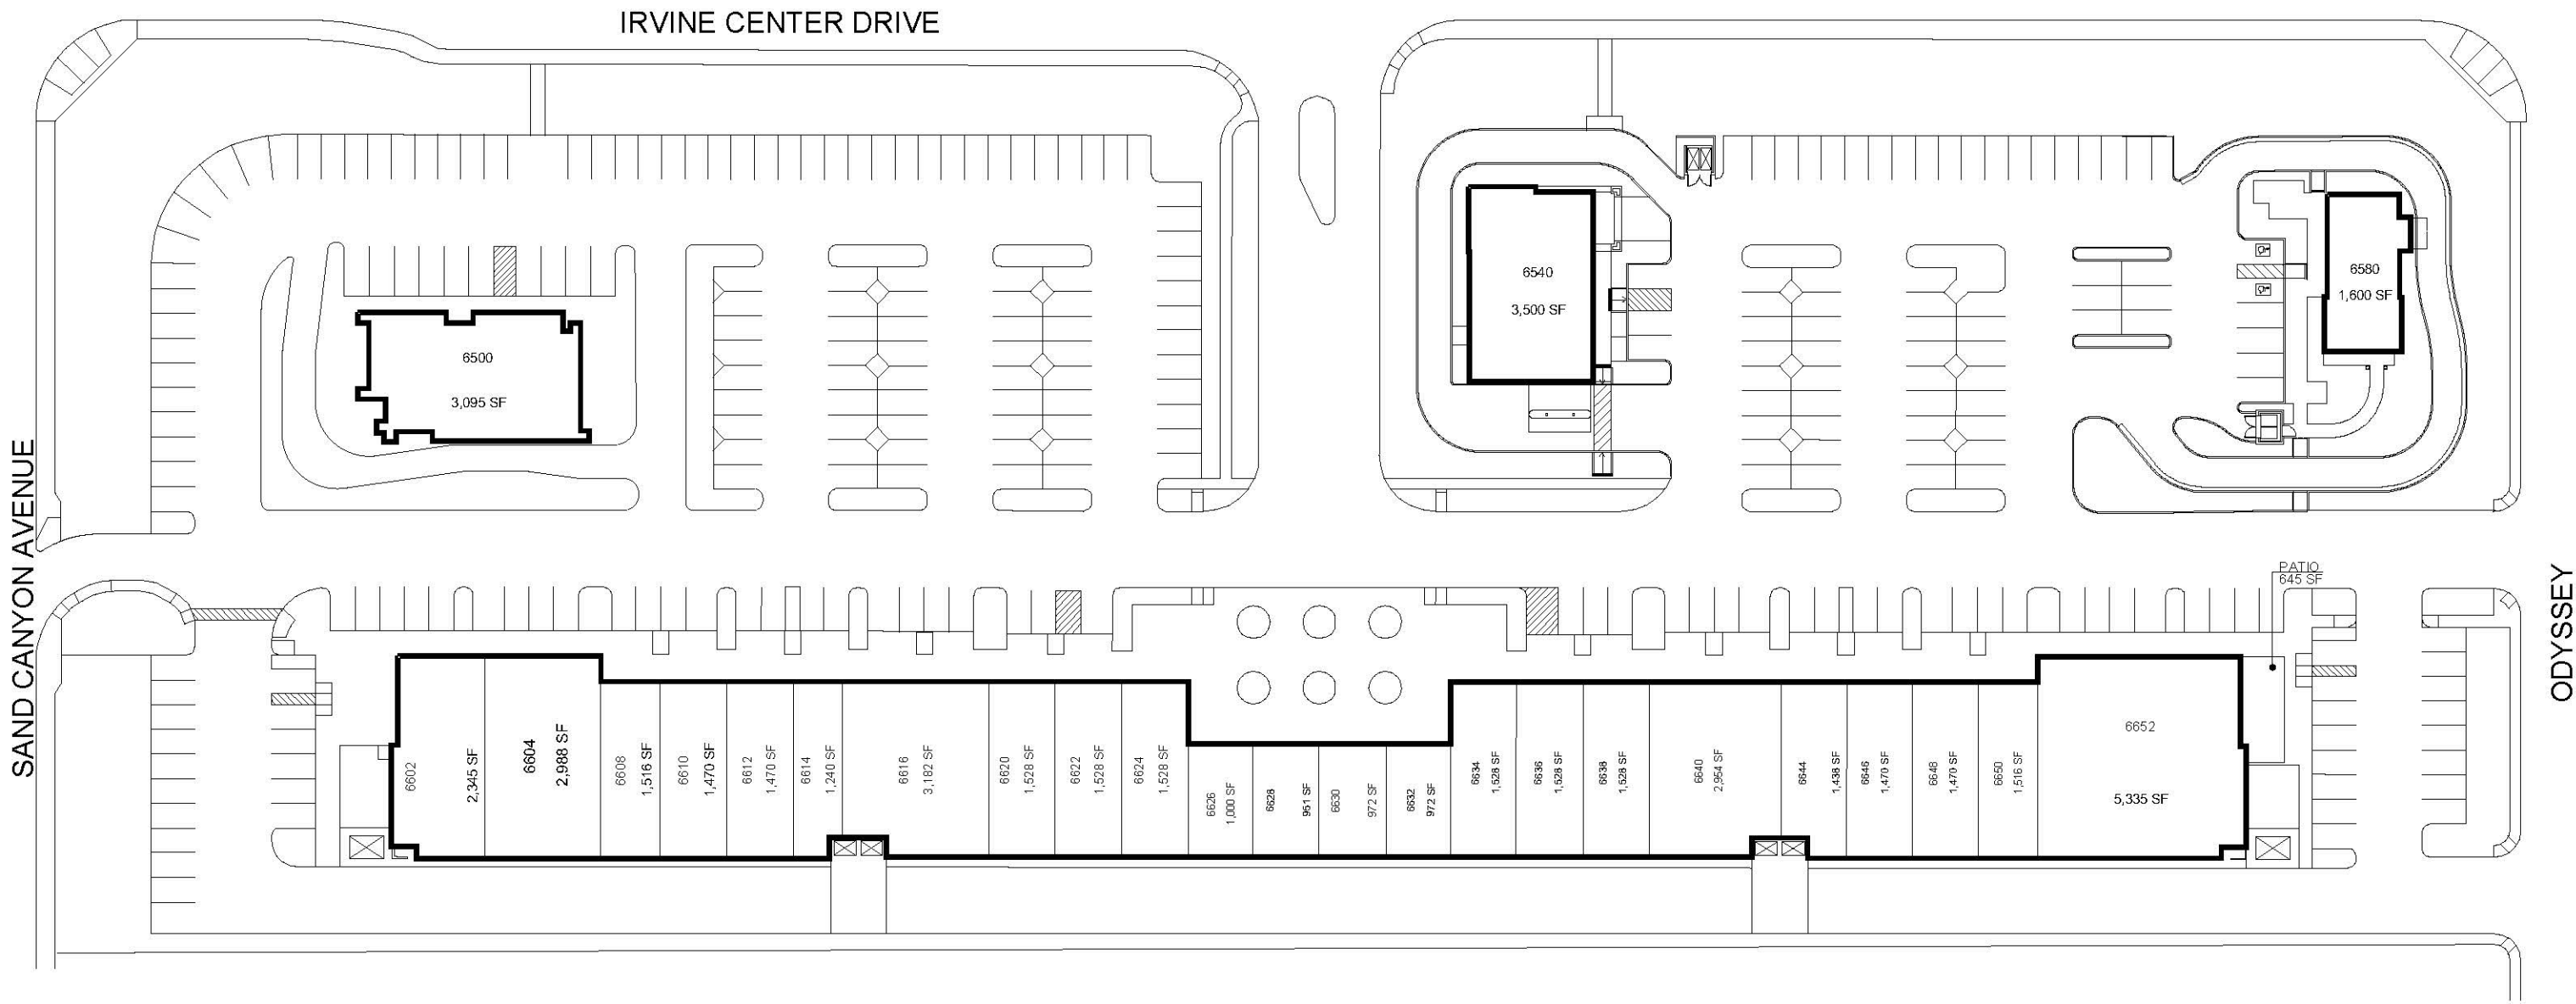 IRVINE CENTER DRIVE
SAND CANYON AVENUE
ODYSSEY
6500
3,095 SF
6540
3,500 SF
6580
1,600 SF
PATIO
645 SF
6602
2,345 SF
6604
2,988 SF
6608
1,516 SF
6610
1,470 SF
6612
1,470 SF
6614
1,240 SF
6616
3,182 SF
6620
1,528 SF
6622
1,528 SF
6624
1,528 SF
6626
1,000 SF
6628
951 SF
6630
972 SF
6632
972 SF
6634
1,528 SF
6636
1,528 SF
6638
1,528 SF
6640
2,954 SF
6644
1,438 SF
6646
1,470 SF
6648
1,470 SF
6650
1,516 SF
6652
5,335 SF